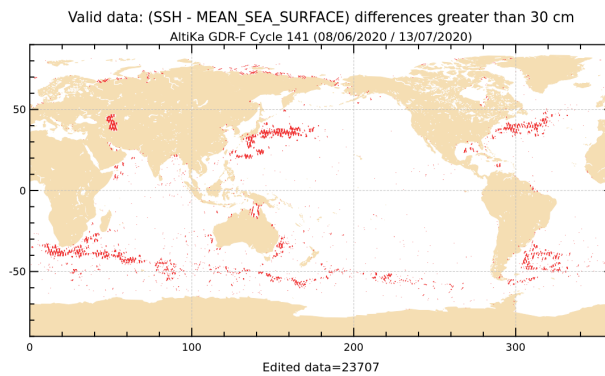 Valid data: (SSH - MEAN_SEA_SURFACE) differences greater than 30 cm
AltiKa GDR-F Cycle 141 (08/06/2020 / 13/07/2020)
50
0
-50
0 100 200 300
Edited data=23707